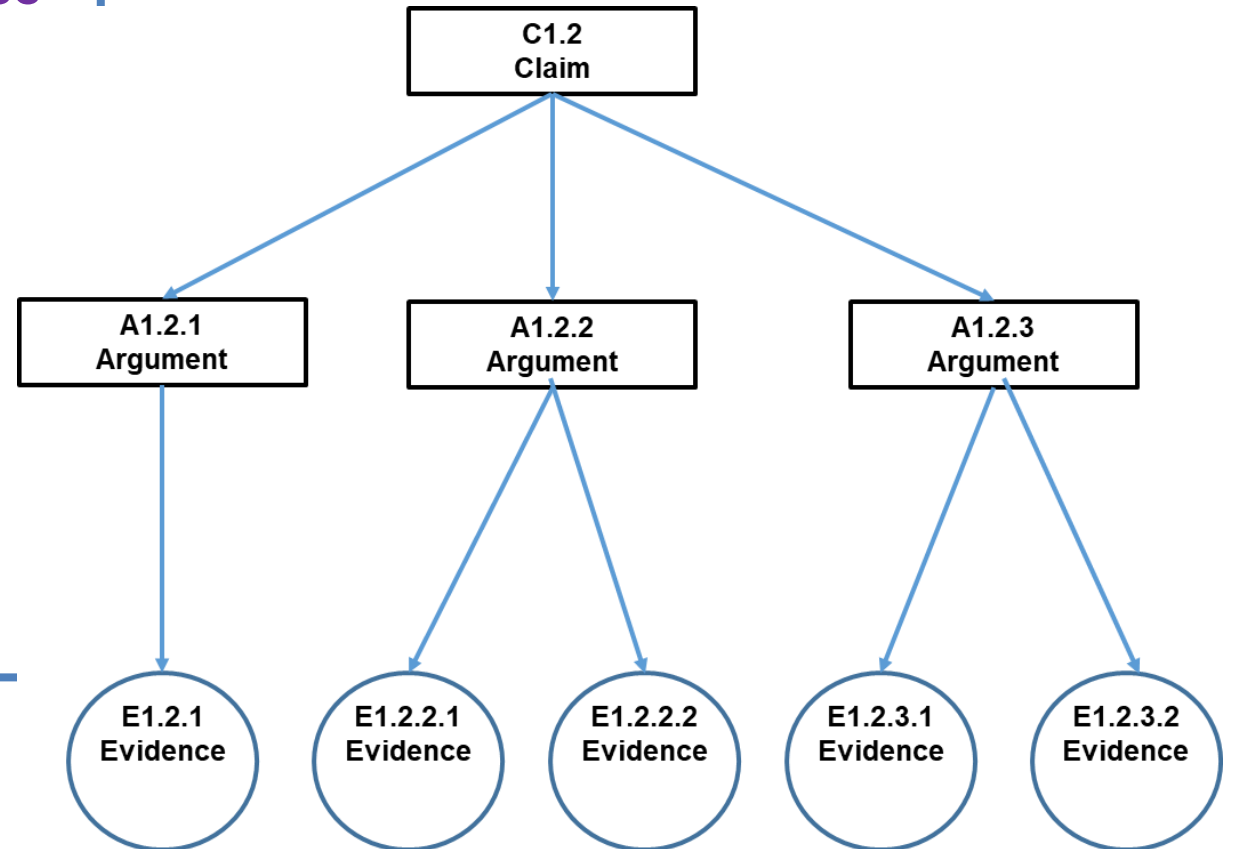 C1.2
Claim
A1.2.1
Argument
A1.2.2
Argument
A1.2.3
Argument
E1.2.1
Evidence
E1.2.2.1
Evidence
E1.2.2.2
Evidence
E1.2.3.1
Evidence
E1.2.3.2
Evidence